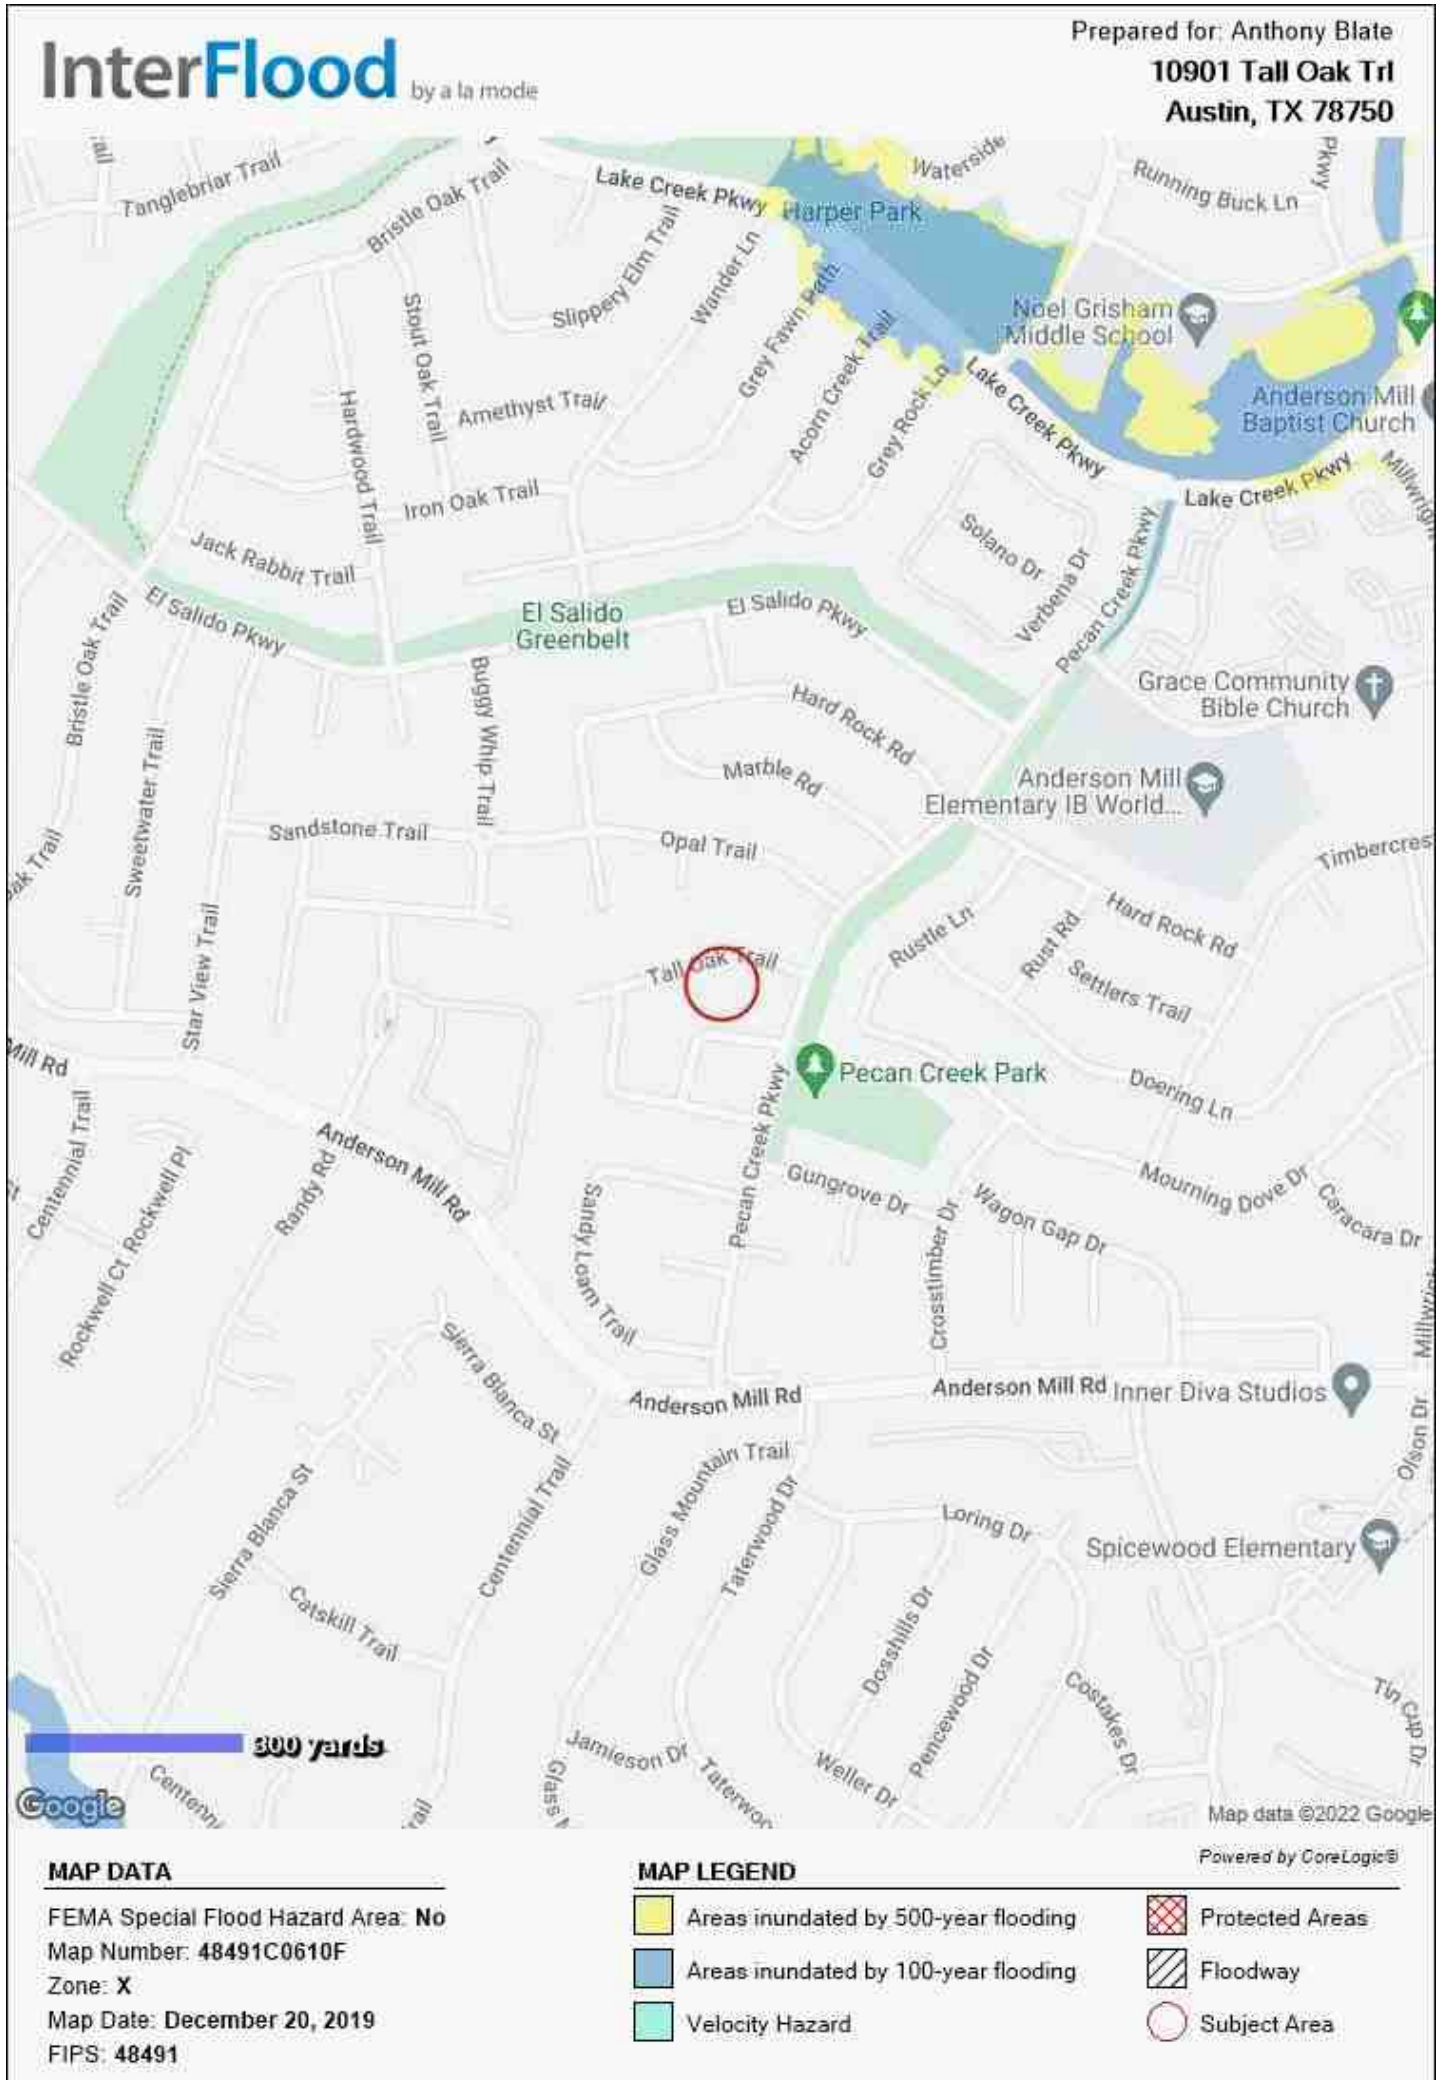 InterFlood by a la mode
Prepared for: Anthony Blate
10901 Tall Oak Trl
Austin, TX 78750
Tanglebriar Trail
Bristle Oak Trail
Lake Creek Pkwy
Harper Park
Waterside
Running Buck Ln
Pkwy
Slippery Elm Trail
Wander Ln
Grey Fawn Path
Stout Oak Trail
Noel Grisham
Middle School
Amethyst Trail
Hardwood Trail
Acorn Creek Trail
Grey Rock Ln
Lake Creek Pkwy
Anderson Mill
Baptist Church
Iron Oak Trail
Lake Creek Pkwy
Millwright
Jack Rabbit Trail
Solano Dr
Verbena Dr
Pecan Creek Pkwy
El Salido Pkwy
El Salido
Greenbelt
El Salido Pkwy
Bristle Oak Trail
Buggy Whip Trail
Grace Community
Bible Church
Hard Rock Rd
Marble Rd
Anderson Mill
Elementary IB World...
Sweetwater Trail
Sandstone Trail
Opal Trail
Timbercres
Oak Trail
Star View Trail
Rustle Ln
Rust Rd
Hard Rock Rd
Settlers Trail
Tall Oak Trail
Mill Rd
Pecan Creek Park
Doering Ln
Centennial Trail
Rockwell Pl
Rockwell Ct
Randy Rd
Anderson Mill Rd
Pecan Creek Pkwy
Gungrove Dr
Mourning Dove Dr
Caracara Dr
Wagon Gap Dr
Sandy Loam Trail
Crosstimber Dr
Sierra Blanca St
Anderson Mill Rd
Anderson Mill Rd
Inner Diva Studios
Olson Dr
Glass Mountain Trail
Taterwood Dr
Centennial Trail
Sierra Blanca St
Loring Dr
Spicewood Elementary
Catskill Trail
Dosshills Dr
Pencewood Dr
Costakes Dr
Tin Cup Dr
300 yards
Jamieson Dr
Weller Dr
Taterwoo
Glass M
Centenn
rail
Google
Map data ©2022 Google
Powered by CoreLogic®
MAP DATA
FEMA Special Flood Hazard Area: No
Map Number: 48491C0610F
Zone: X
Map Date: December 20, 2019
FIPS: 48491
MAP LEGEND
Areas inundated by 500-year flooding
Areas inundated by 100-year flooding
Velocity Hazard
Protected Areas
Floodway
Subject Area